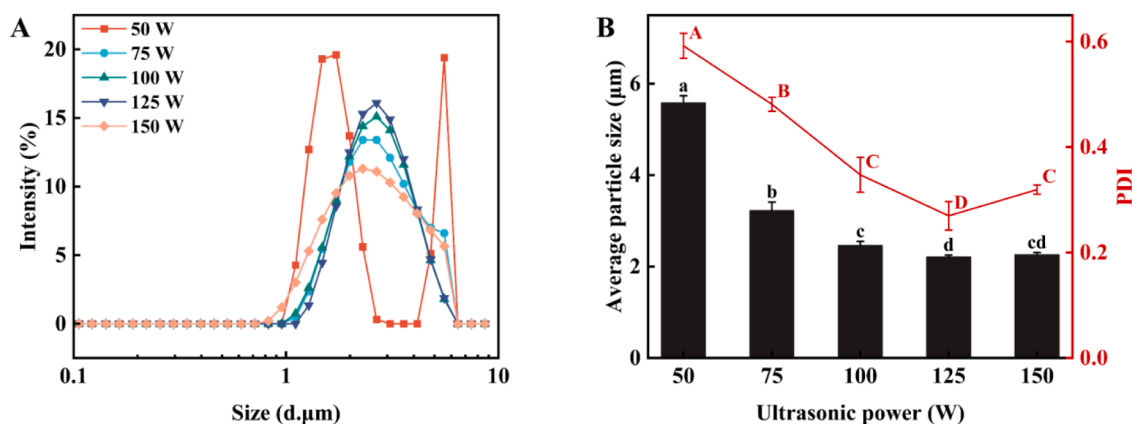 A
50 W
75 W
100 W
125 W
150 W
20
15
10
5
0
Intensity (%)
0.1
1
10
Size (d.μm)
B
6
4
2
0
Average particle size (μm)
a
b
c
d
cd
A
B
C
D
C
0.6
0.4
0.2
0.0
PDI
50
75
100
125
150
Ultrasonic power (W)